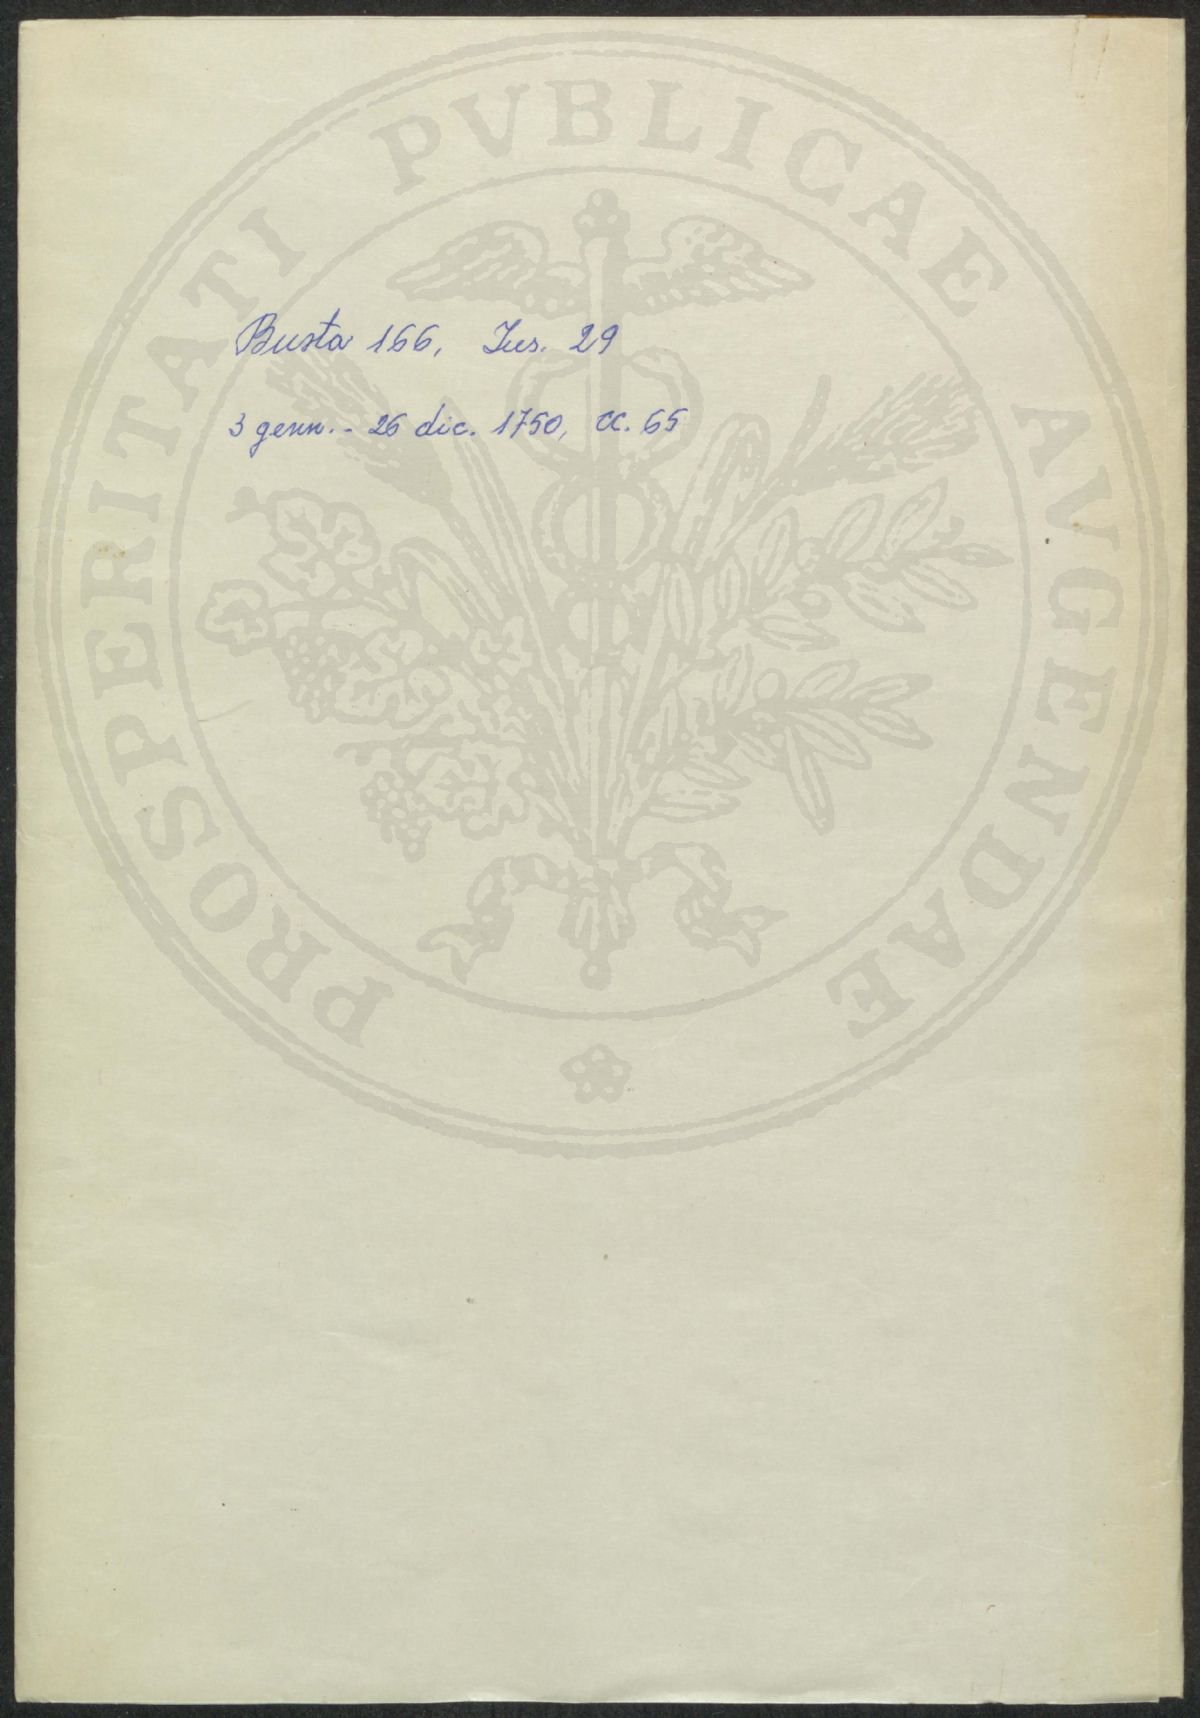 Busta 166, Ins. 29
3 genn. - 26 dic. 1750, cc. 65
PROSPERITATI PVBLICAE AVGENDAE